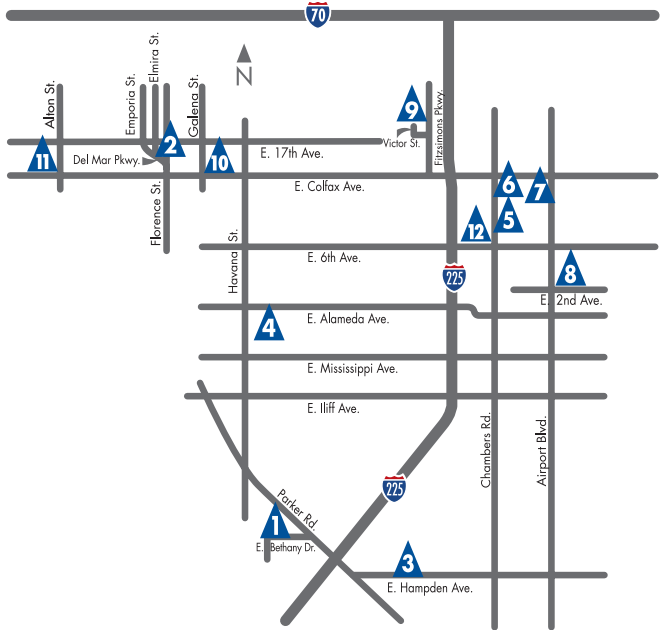 70
N
Alton St.
Emporia St.
Elmira St.
Galena St.
9
Fitzsimons Pkwy.
Victor St.
11
Del Mar Pkwy.
2
10
E. 17th Ave.
E. Colfax Ave.
6
7
5
12
Florence St.
Havana St.
E. 6th Ave.
225
8
E. 2nd Ave.
4
E. Alameda Ave.
E. Mississippi Ave.
E. Iliff Ave.
Chambers Rd.
Airport Blvd.
225
Parker Rd.
1
E. Bethany Dr.
3
E. Hampden Ave.